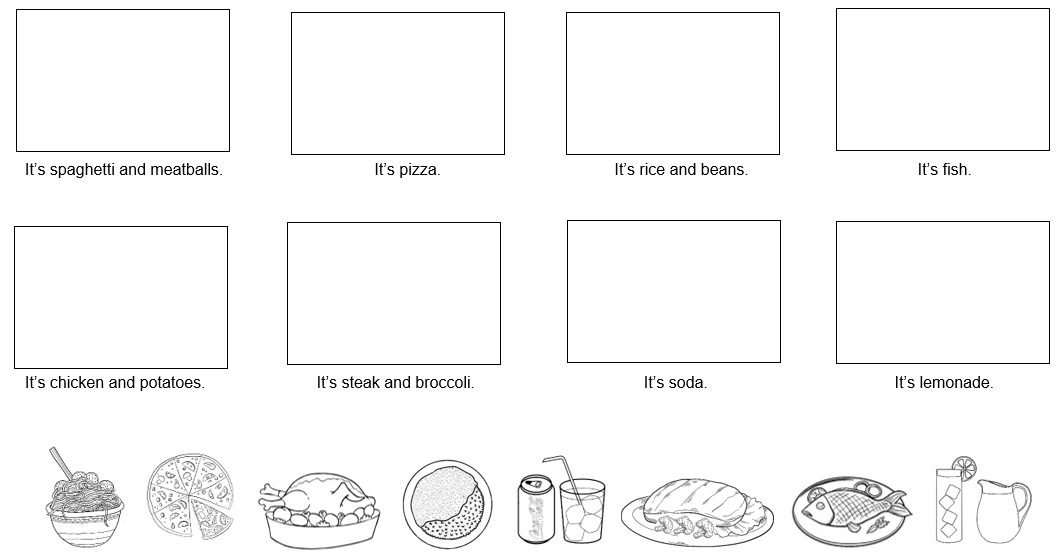 It's spaghetti and meatballs.
It's pizza.
It's rice and beans.
It's fish.
It's chicken and potatoes.
It's steak and broccoli.
It's soda.
It's lemonade.